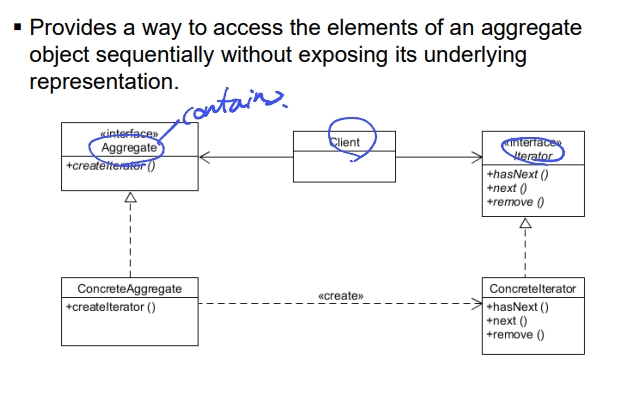 ▪ Provides a way to access the elements of an aggregate
object sequentially without exposing its underlying
representation.
contains.
«interface»
Aggregate
+createIterator ()
Client
«interface»
Iterator
+hasNext ()
+next ()
+remove ()
ConcreteAggregate
+createIterator ()
«create»
ConcreteIterator
+hasNext ()
+next ()
+remove ()